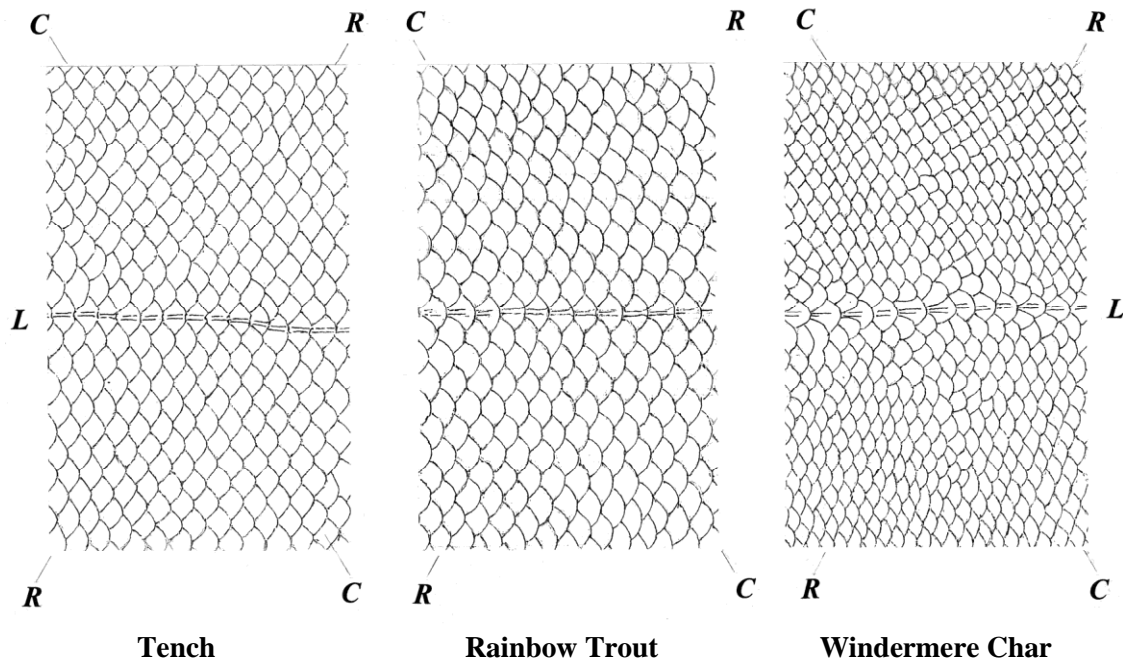 C R C R C R
L L
R C R C
R C
Tench Rainbow Trout Windermere Char